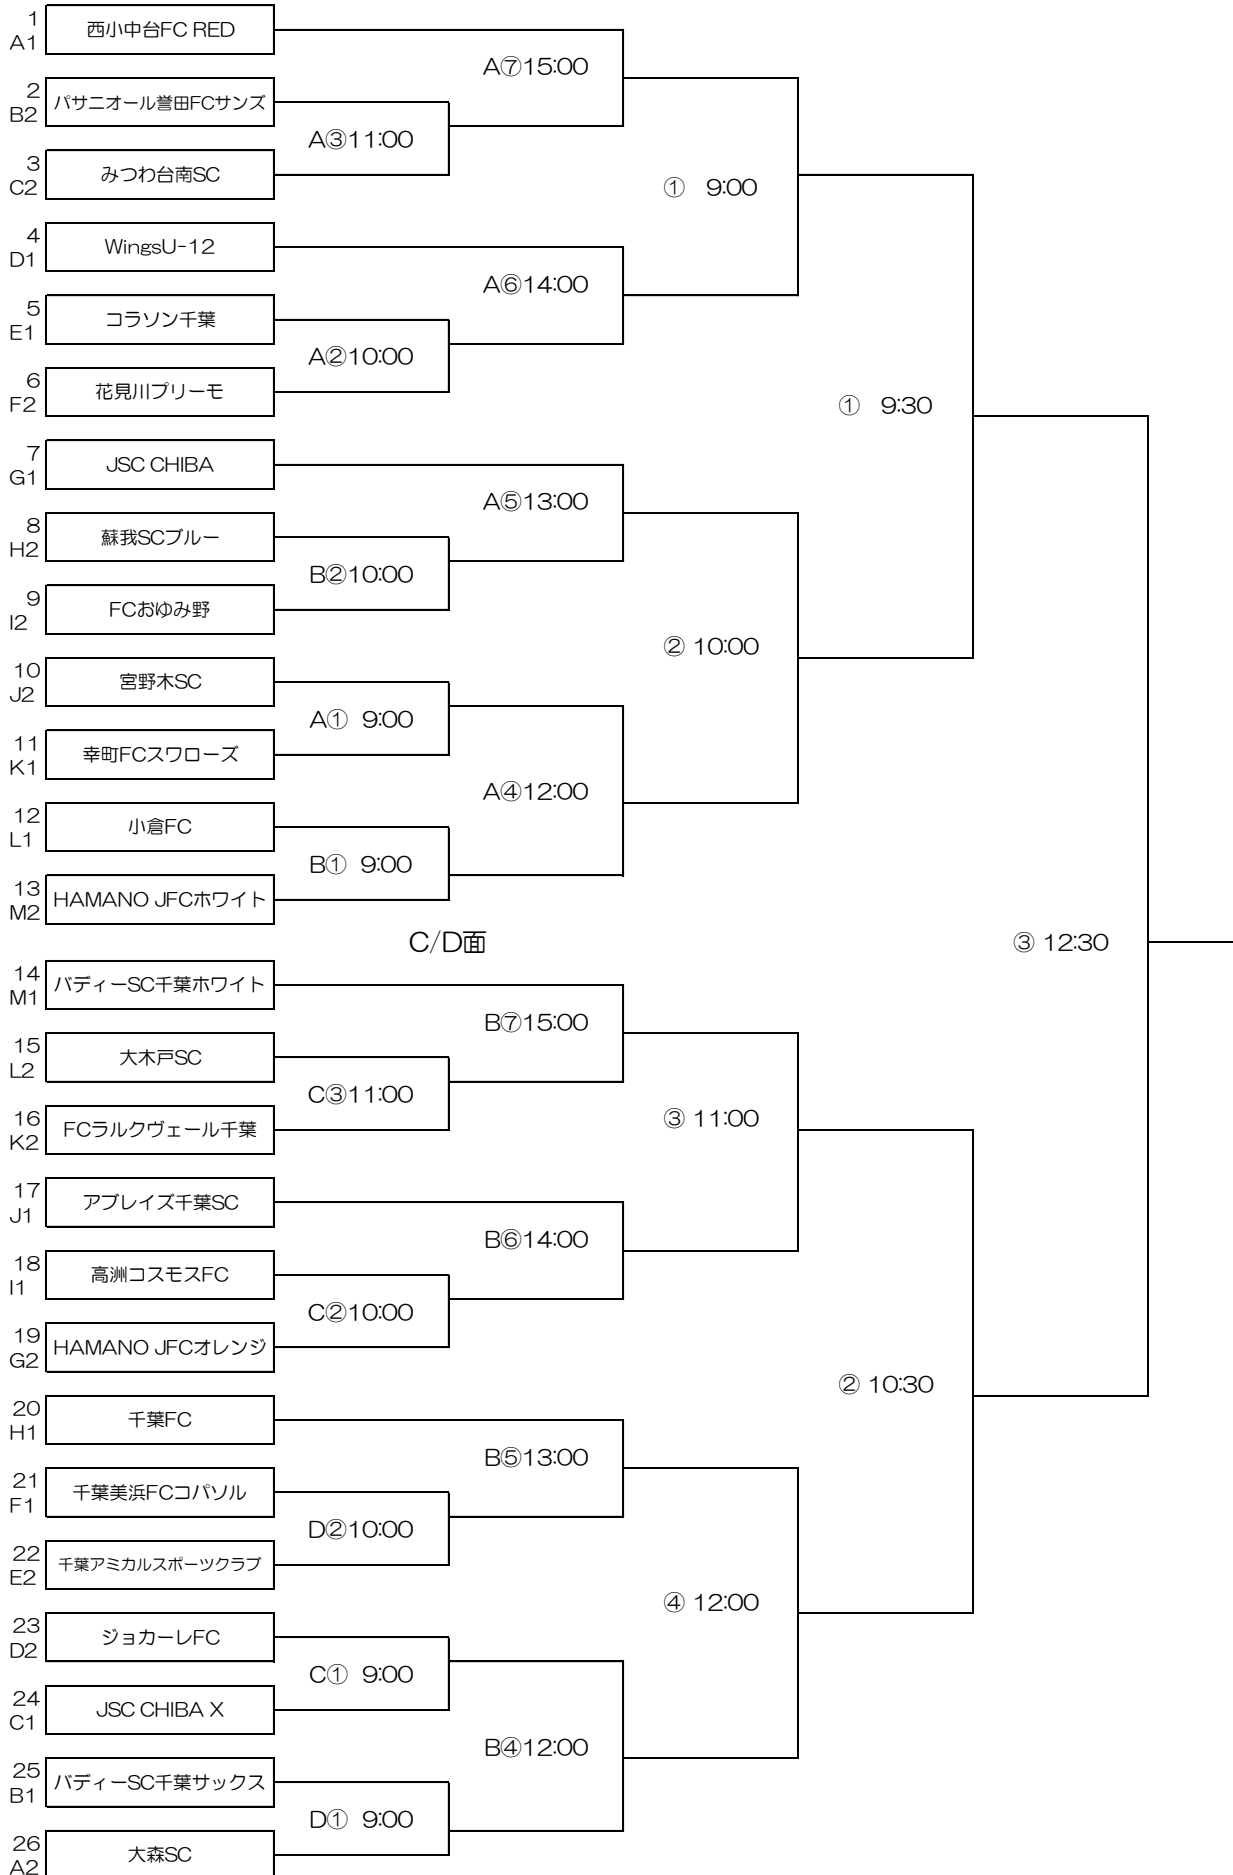 1
A1
西小中台FC RED
A⑦15:00
2
B2
パサニオール誉田FCサンズ
A③11:00
3
C2
みつわ台南SC
① 9:00
4
D1
WingsU-12
A⑥14:00
5
E1
コラソン千葉
A②10:00
6
F2
花見川プリーモ
① 9:30
7
G1
JSC CHIBA
A⑤13:00
8
H2
蘇我SCブルー
B②10:00
9
I2
FCおゆみ野
② 10:00
10
J2
宮野木SC
A① 9:00
11
K1
幸町FCスワローズ
A④12:00
12
L1
小倉FC
B① 9:00
13
M2
HAMANO JFCホワイト
C/D面
③ 12:30
14
M1
バディーSC千葉ホワイト
B⑦15:00
15
L2
大木戸SC
C③11:00
③ 11:00
16
K2
FCラルクヴェール千葉
17
J1
アブレイズ千葉SC
B⑥14:00
18
I1
高洲コスモスFC
C②10:00
19
G2
HAMANO JFCオレンジ
② 10:30
20
H1
千葉FC
B⑤13:00
21
F1
千葉美浜FCコパソル
D②10:00
22
E2
千葉アミカルスポーツクラブ
④ 12:00
23
D2
ジョカーレFC
C① 9:00
24
C1
JSC CHIBA X
B④12:00
25
B1
バディーSC千葉サックス
D① 9:00
26
A2
大森SC